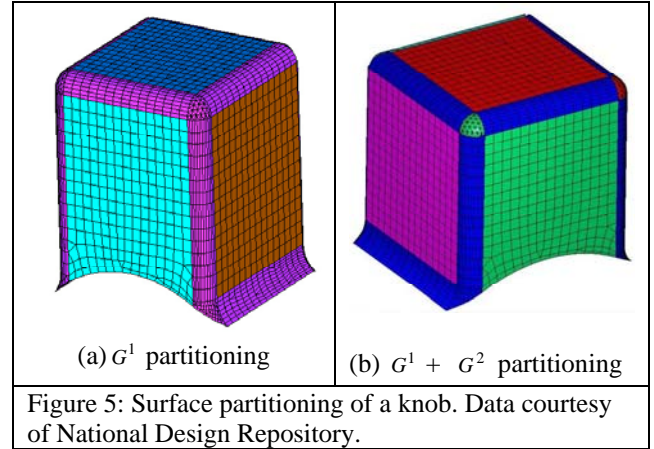 (a) G¹ partitioning
(b) G¹ + G² partitioning
Figure 5: Surface partitioning of a knob. Data courtesy
of National Design Repository.